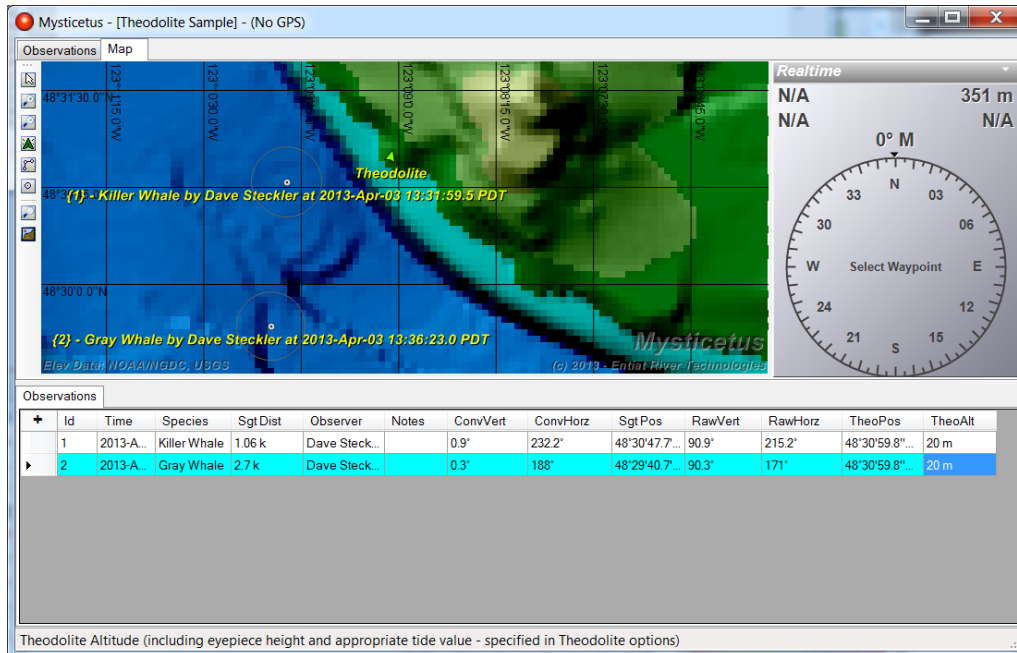 Mysticetus - [Theodolite Sample] - (No GPS)
Observations Map
Realtime
N/A 351 m
N/A N/A
0° M
N
33 03
30 06
W Select Waypoint E
24 12
21 15
S
123°1'15.0"W
123°0'30.0"W
123°09'0.0"W
123°08'15.0"W
48°31'30.0"N
Theodolite
{1} - Killer Whale by Dave Steckler at 2013-Apr-03 13:31:59.5 PDT
48°30'0.0"N
{2} - Gray Whale by Dave Steckler at 2013-Apr-03 13:36:23.0 PDT
Mysticetus
Elev Data: NOAA/NGDC, USGS (c) 2013 - Entiat River Technologies
Observations
+ Id Time Species Sgt Dist Observer Notes ConvVert ConvHorz Sgt Pos RawVert RawHorz TheoPos TheoAlt
1 2013-A... Killer Whale 1.06 k Dave Steck... 0.9° 232.2° 48°30'47.7'... 90.9° 215.2° 48°30'59.8"... 20 m
2 2013-A... Gray Whale 2.7 k Dave Steck... 0.3° 188° 48°29'40.7'... 90.3° 171° 48°30'59.8"... 20 m
Theodolite Altitude (including eyepiece height and appropriate tide value - specified in Theodolite options)